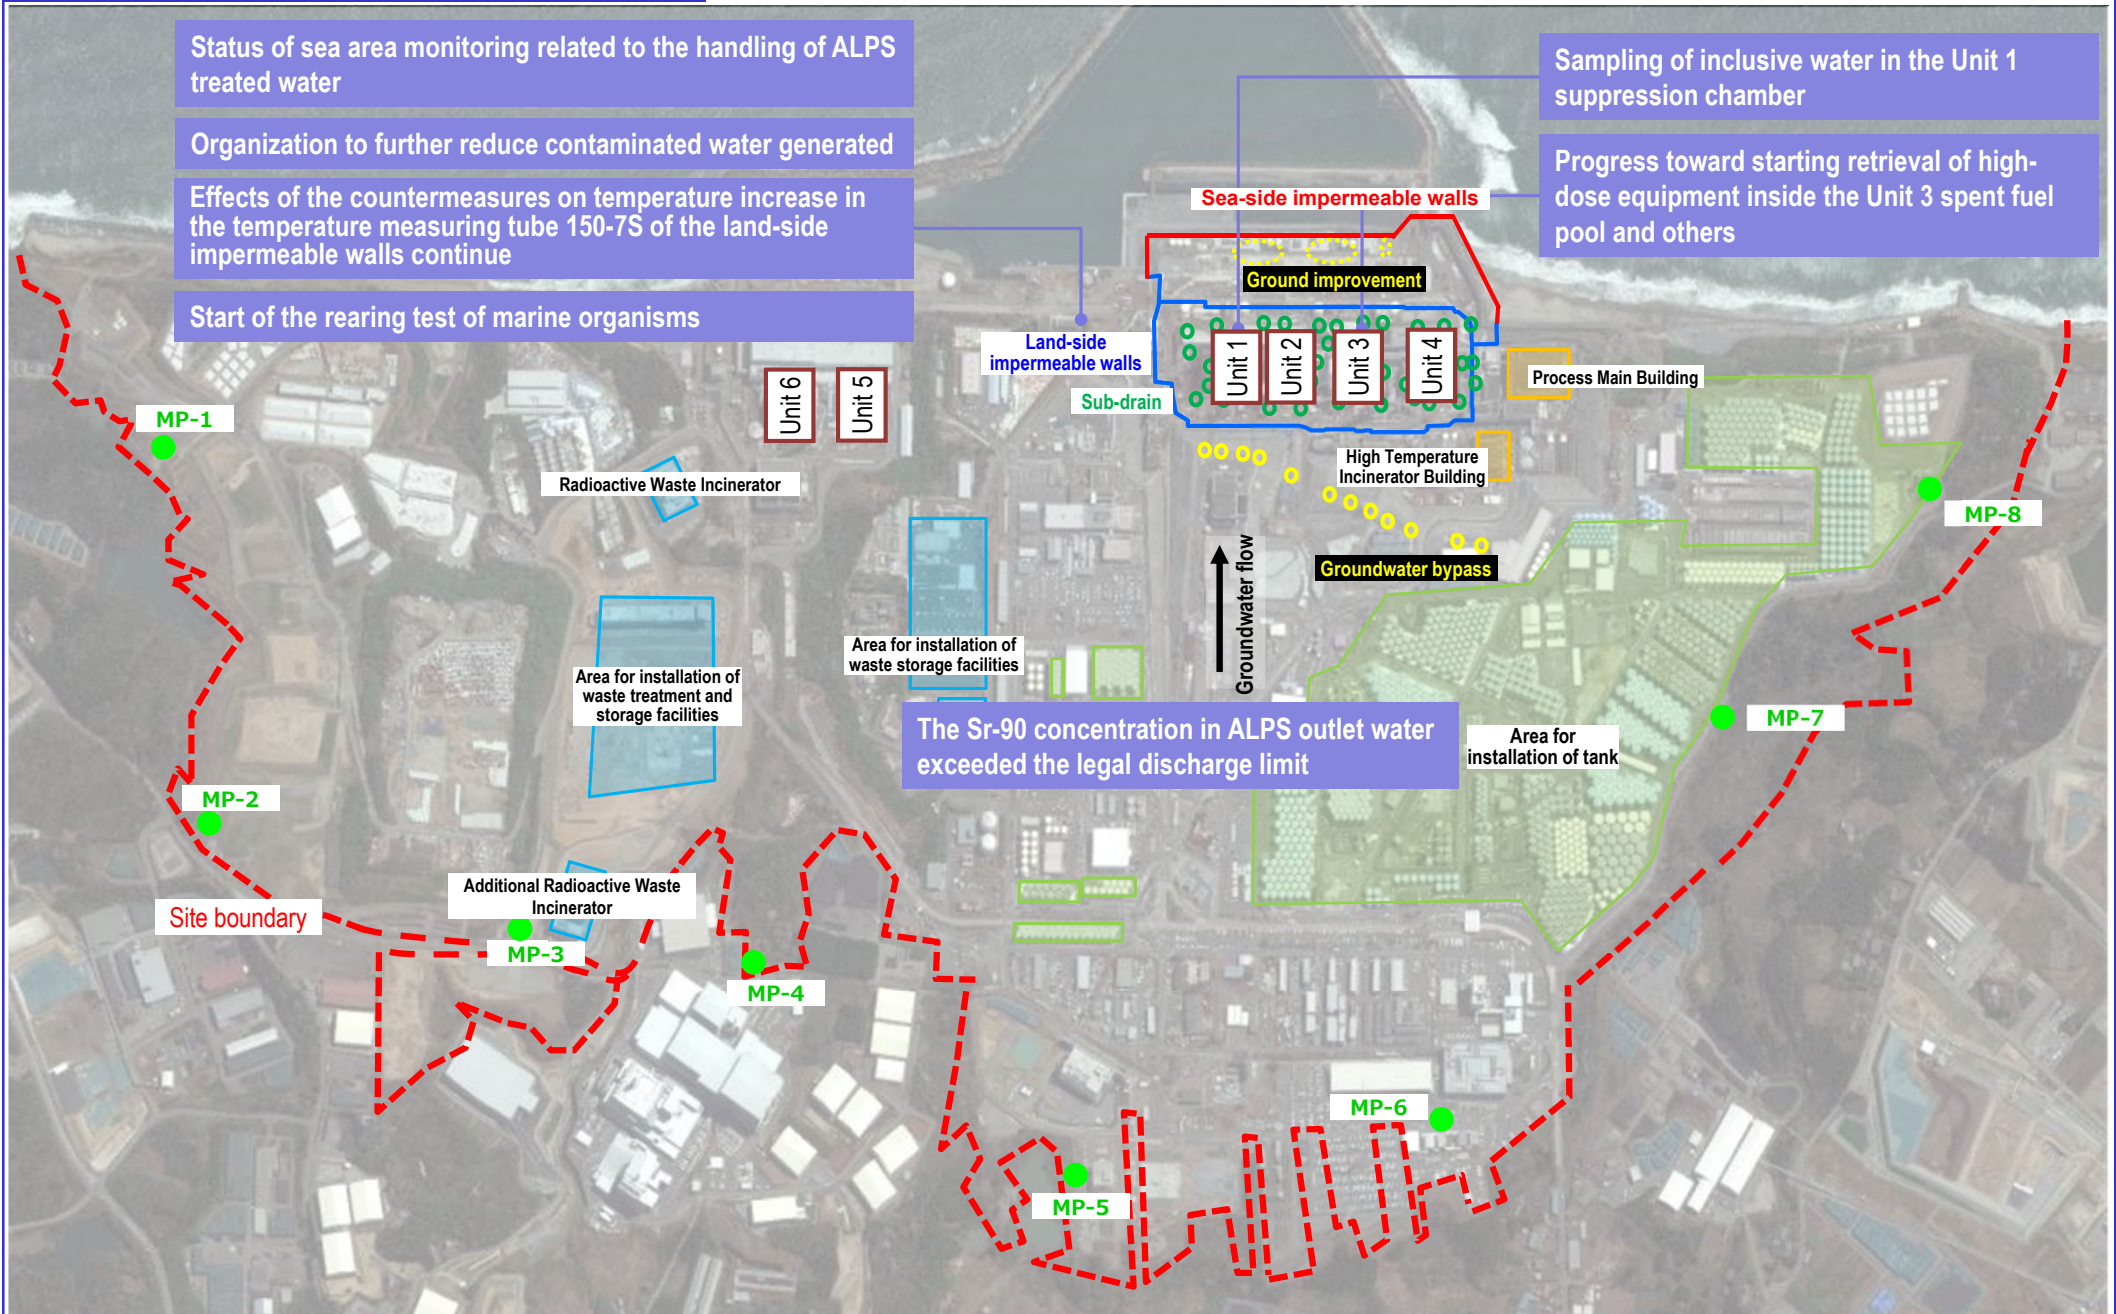 Status of sea area monitoring related to the handling of ALPS
treated water
Organization to further reduce contaminated water generated
Effects of the countermeasures on temperature increase in
the temperature measuring tube 150-7S of the land-side
impermeable walls continue
Start of the rearing test of marine organisms
Sampling of inclusive water in the Unit 1
suppression chamber
Progress toward starting retrieval of high-
dose equipment inside the Unit 3 spent fuel
pool and others
Sea-side impermeable walls
Ground improvement
Land-side
impermeable walls
Sub-drain
Unit 1
Unit 2
Unit 3
Unit 4
Unit 6
Unit 5
Process Main Building
High Temperature
Incinerator Building
MP-1
Radioactive Waste Incinerator
MP-8
Groundwater bypass
Groundwater flow
Area for installation of
waste storage facilities
Area for installation of
waste treatment and
storage facilities
The Sr-90 concentration in ALPS outlet water
exceeded the legal discharge limit
Area for
installation of tank
MP-7
MP-2
Additional Radioactive Waste
Incinerator
Site boundary
MP-3
MP-4
MP-6
MP-5